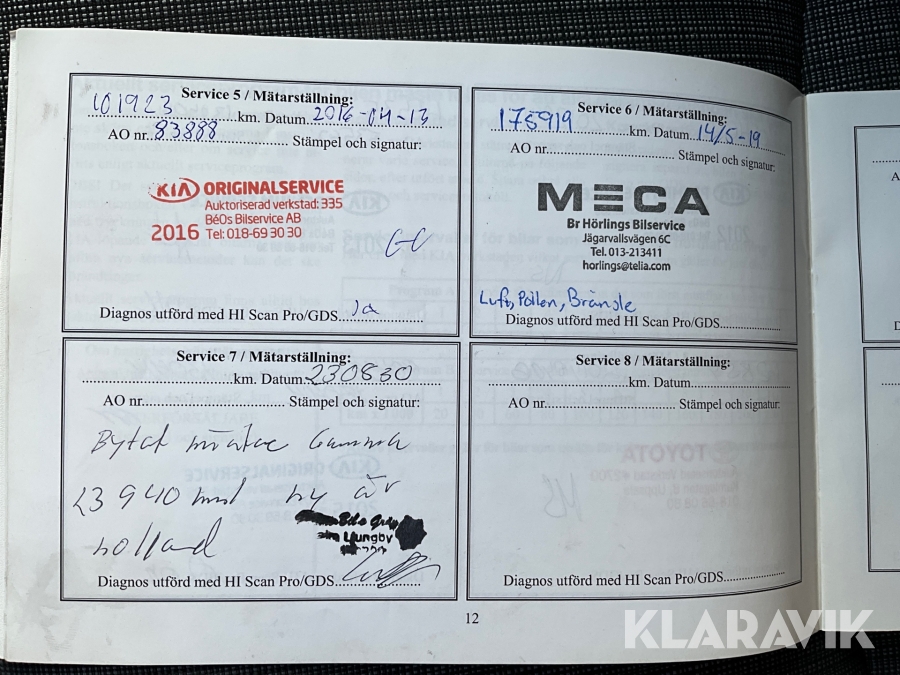 Service 5 / Mätarställning:
101923 km. Datum. 2016-04-13
AO nr. 83888 Stämpel och signatur:
KIA ORIGINALSERVICE
Auktoriserad verkstad: 335
BéOs Bilservice AB
2016 Tel: 018-69 30 30
GC
Diagnos utförd med HI Scan Pro/GDS. Ja
Service 6 / Mätarställning:
175919 km. Datum. 14/5-19
AO nr. Stämpel och signatur:
MECA
Br Hörlings Bilservice
Jägarvallsvägen 6C
Tel. 013-213411
horlings@telia.com
Luft, Pollen, Bränsle
Diagnos utförd med HI Scan Pro/GDS.
Service 7 / Mätarställning:
km. Datum. 230830
AO nr. Stämpel och signatur:
Bytat mätare Gamma
23940 ny är
nollad
Ljungby
Diagnos utförd med HI Scan Pro/GDS.
Service 8 / Mätarställning:
km. Datum.
AO nr. Stämpel och signatur:
Diagnos utförd med HI Scan Pro/GDS.
12
KLARAVIK